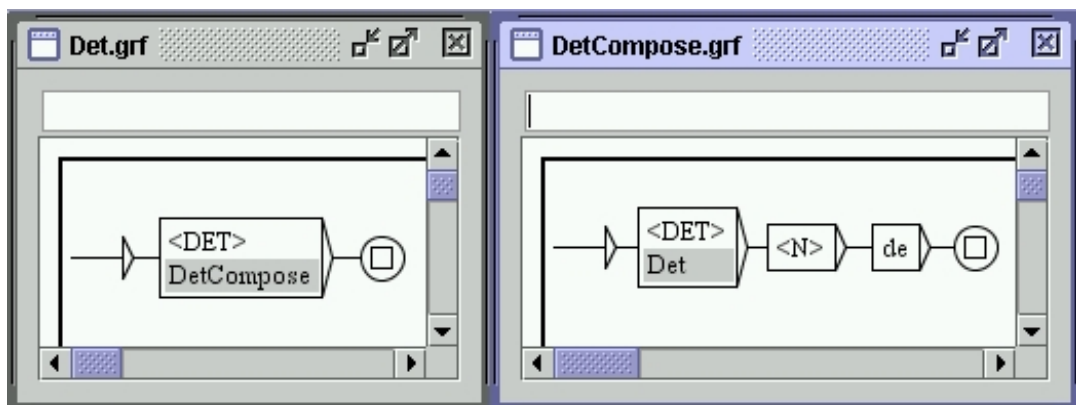 Det.grf
<DET>
DetCompose
DetCompose.grf
<DET>
Det
<N>
de